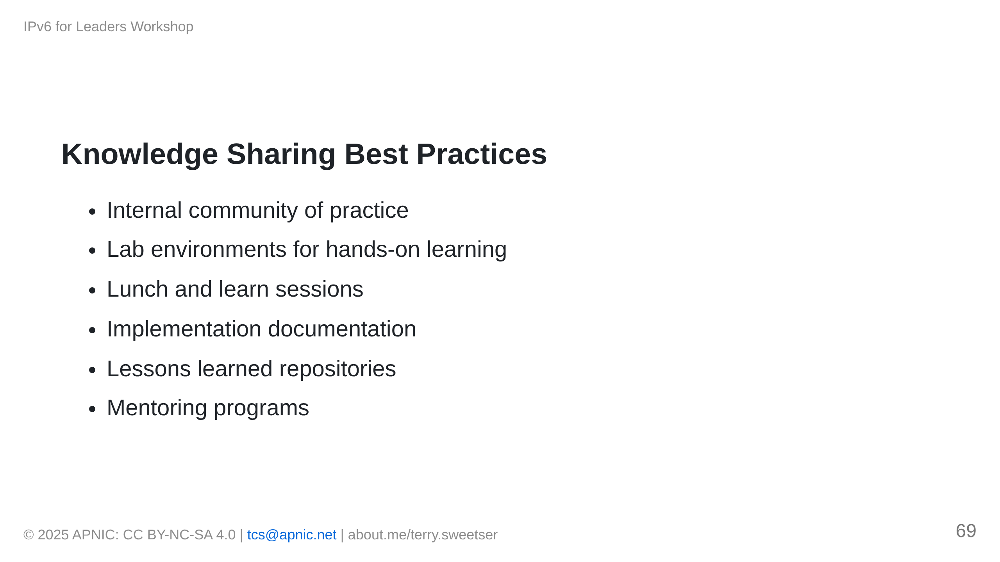 IPv6 for Leaders Workshop
Knowledge Sharing Best Practices
• Internal community of practice
• Lab environments for hands-on learning
• Lunch and learn sessions
• Implementation documentation
• Lessons learned repositories
• Mentoring programs
© 2025 APNIC: CC BY-NC-SA 4.0 | tcs@apnic.net | about.me/terry.sweetser
69